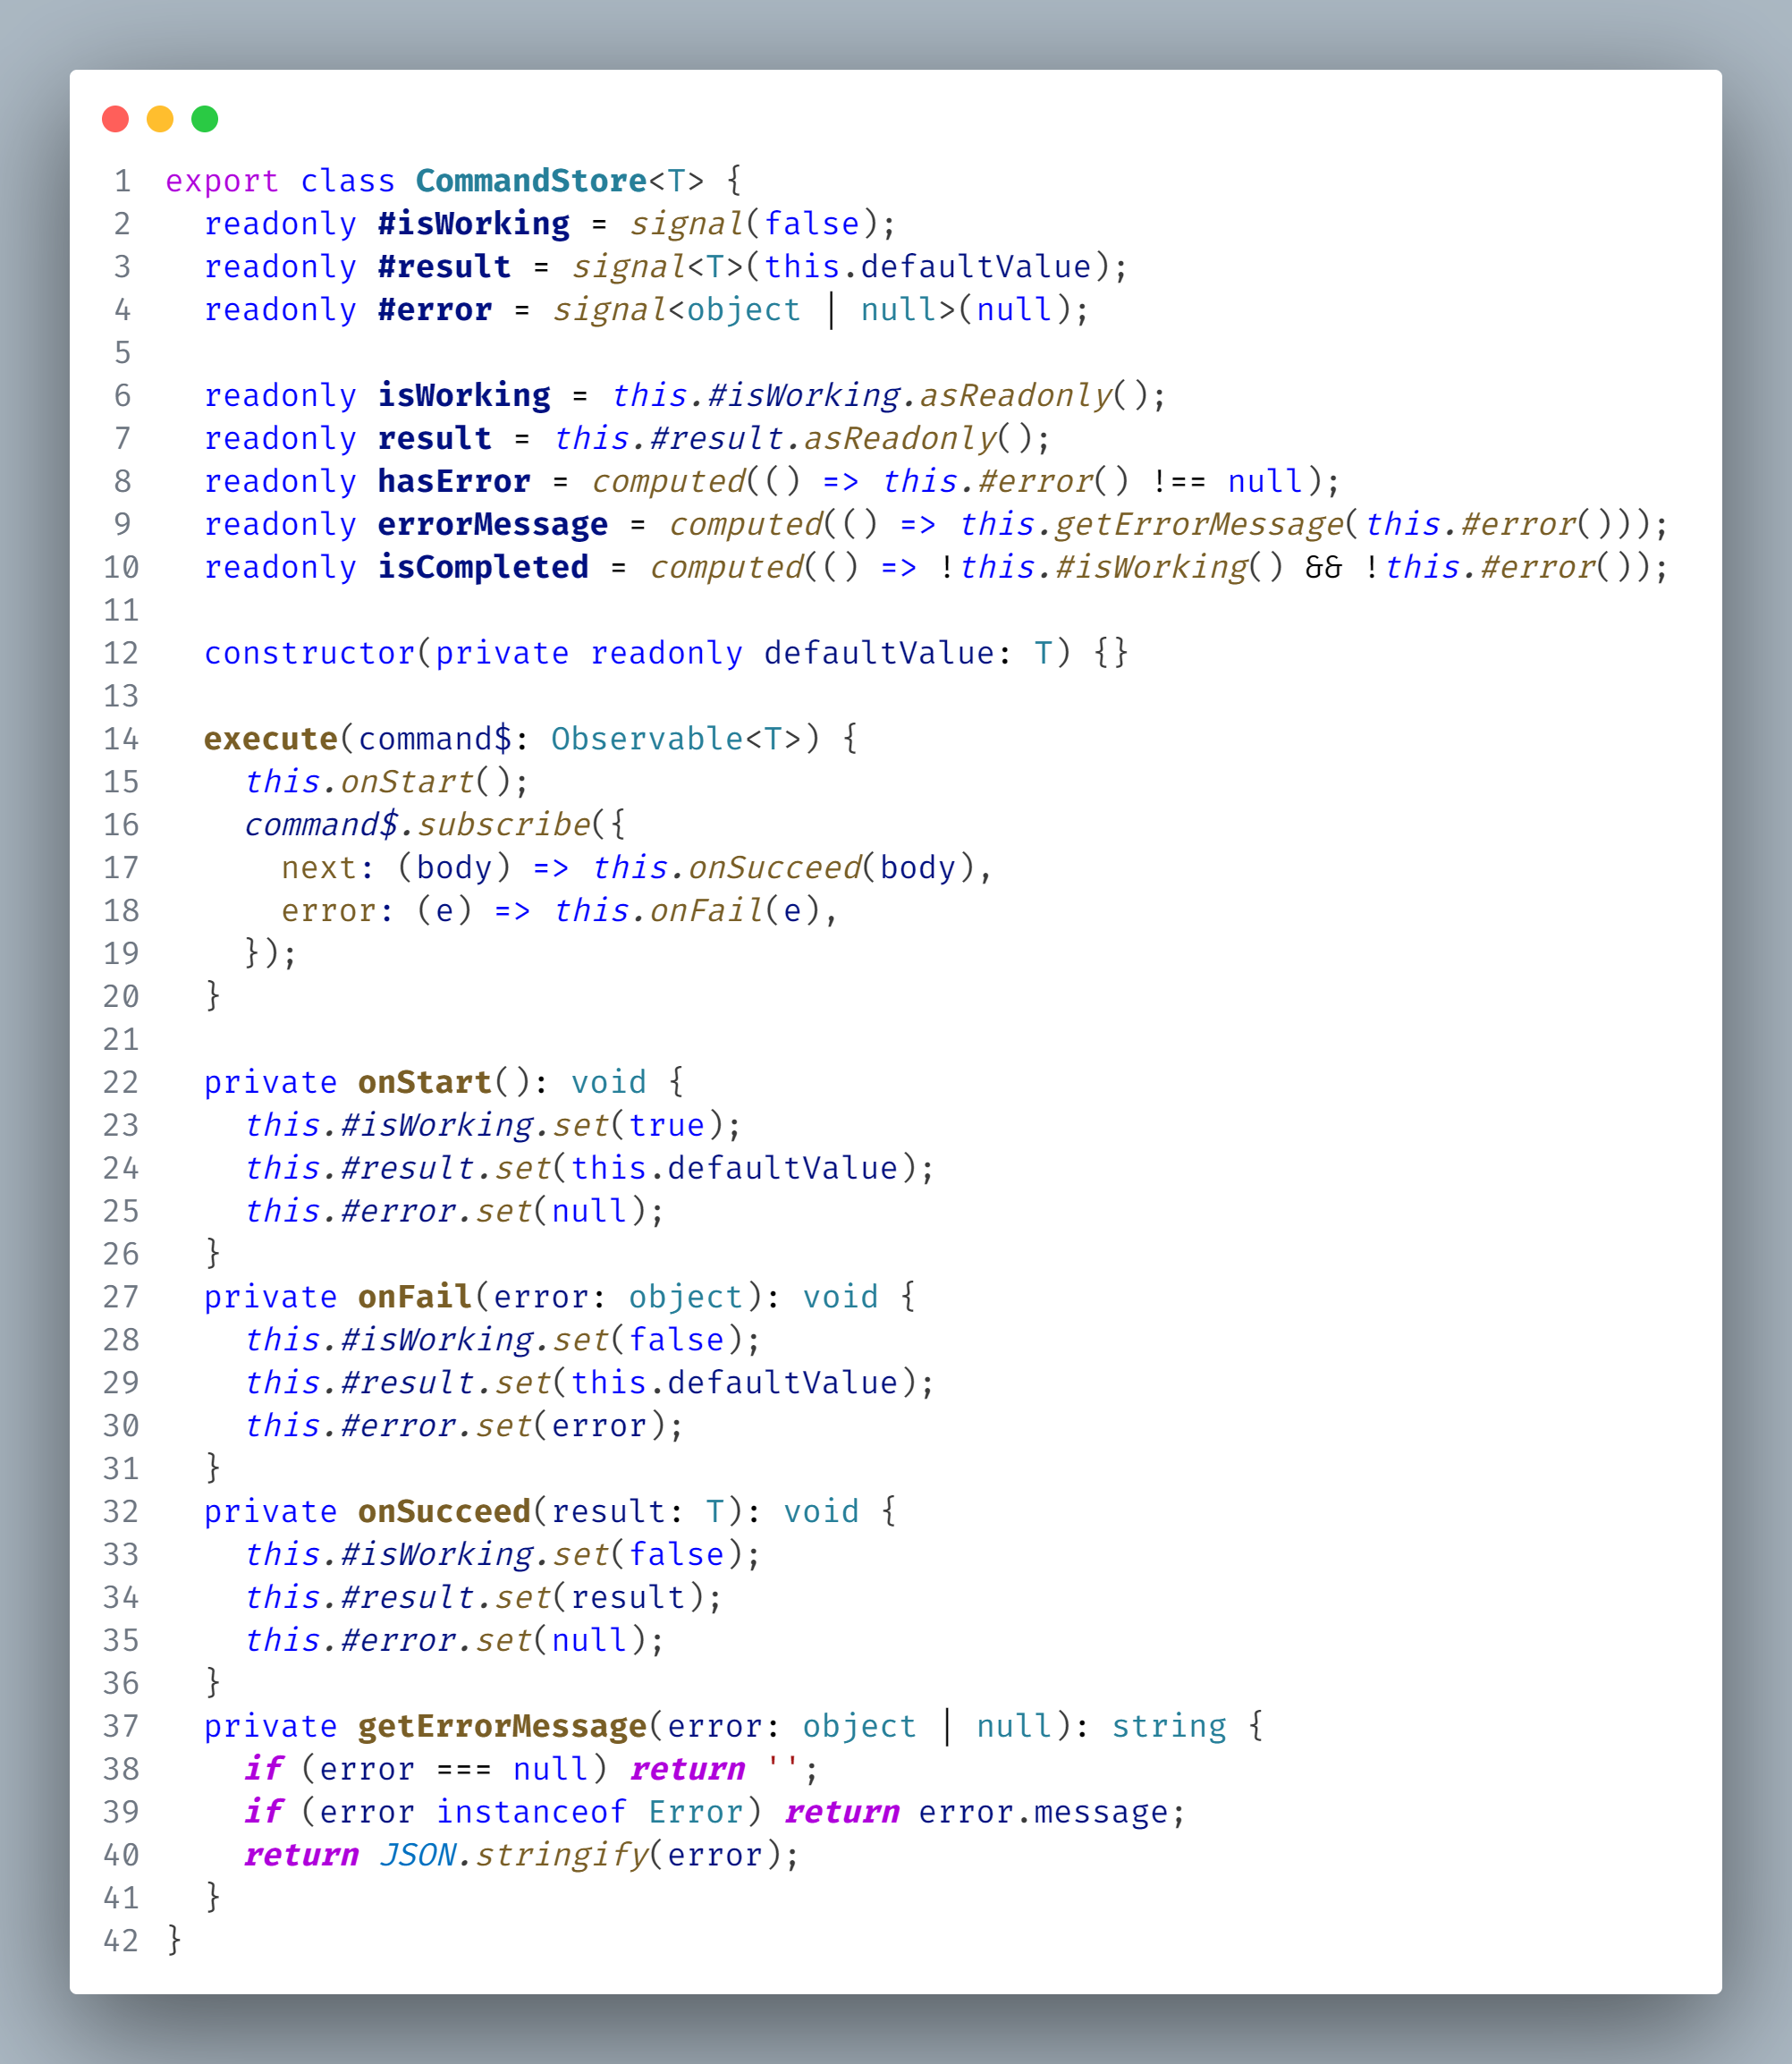 1 export class CommandStore<T> {
2   readonly #isWorking = signal(false);
3   readonly #result = signal<T>(this.defaultValue);
4   readonly #error = signal<object | null>(null);
5
6   readonly isWorking = this.#isWorking.asReadonly();
7   readonly result = this.#result.asReadonly();
8   readonly hasError = computed(() => this.#error() !== null);
9   readonly errorMessage = computed(() => this.getErrorMessage(this.#error()));
10   readonly isCompleted = computed(() => !this.#isWorking() && !this.#error());
11
12   constructor(private readonly defaultValue: T) {}
13
14   execute(command$: Observable<T>) {
15     this.onStart();
16     command$.subscribe({
17       next: (body) => this.onSucceed(body),
18       error: (e) => this.onFail(e),
19     });
20   }
21
22   private onStart(): void {
23     this.#isWorking.set(true);
24     this.#result.set(this.defaultValue);
25     this.#error.set(null);
26   }
27   private onFail(error: object): void {
28     this.#isWorking.set(false);
29     this.#result.set(this.defaultValue);
30     this.#error.set(error);
31   }
32   private onSucceed(result: T): void {
33     this.#isWorking.set(false);
34     this.#result.set(result);
35     this.#error.set(null);
36   }
37   private getErrorMessage(error: object | null): string {
38     if (error === null) return '';
39     if (error instanceof Error) return error.message;
40     return JSON.stringify(error);
41   }
42 }